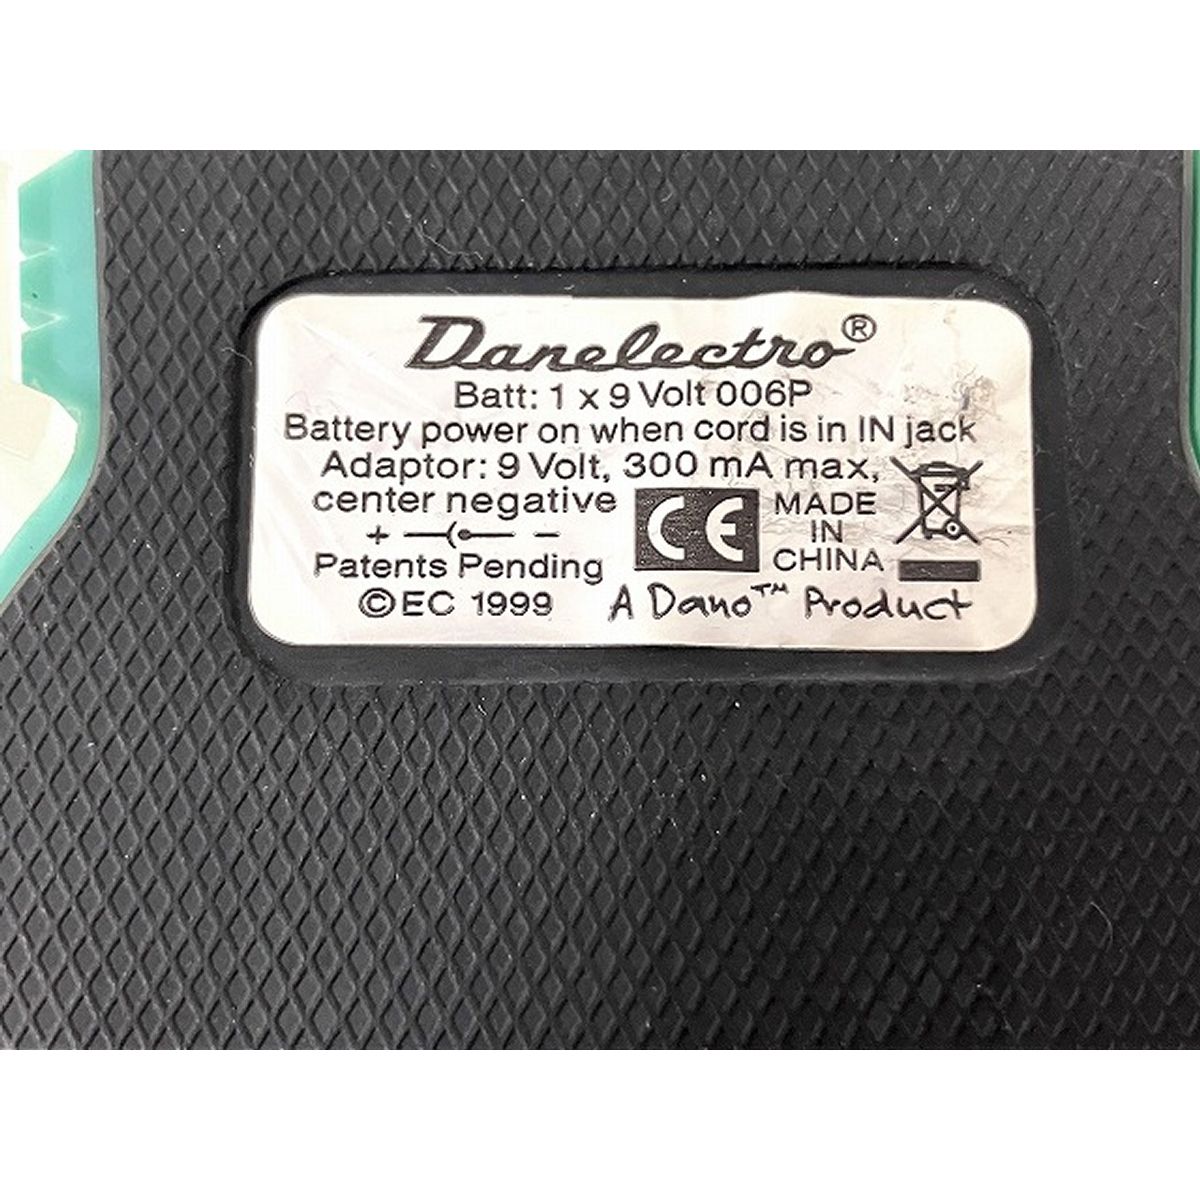 Danelectro®
Batt: 1 x 9 Volt 006P
Battery power on when cord is in IN jack
Adaptor: 9 Volt, 300 mA max,
center negative
+ −
Patents Pending
©EC 1999
CE
MADE
IN
CHINA
A Dano™ Product